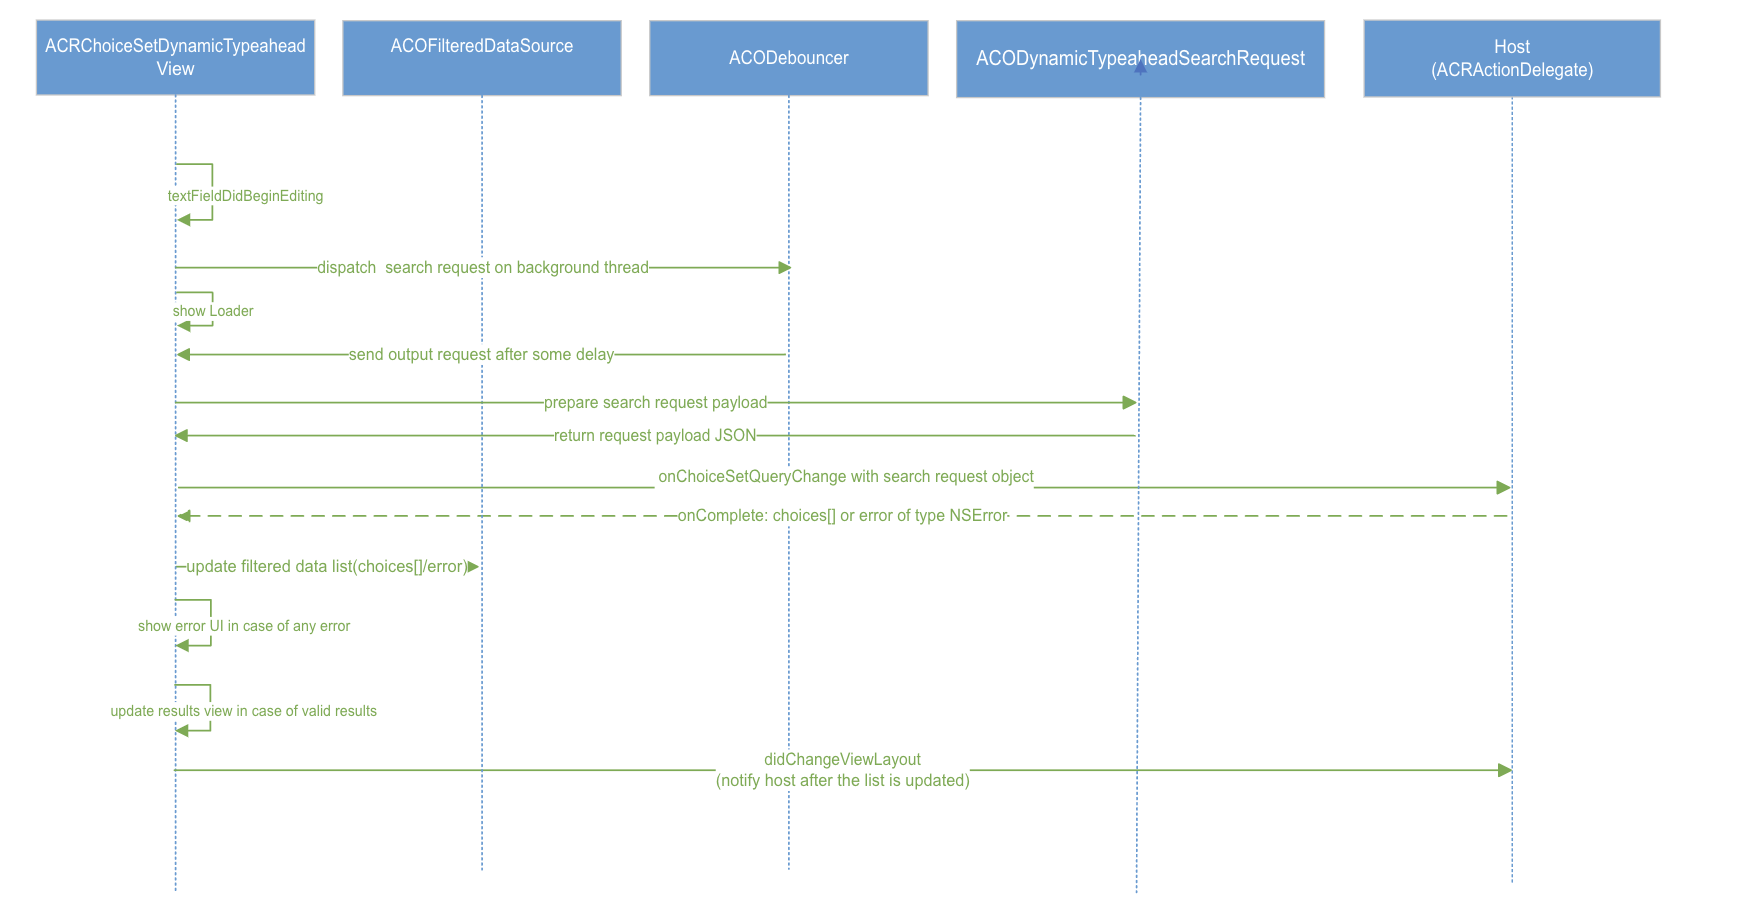 ACRChoiceSetDynamicTypeahead
View
ACOFilteredDataSource
ACODebouncer
ACODynamicTypeaheadSearchRequest
Host
(ACRActionDelegate)
textFieldDidBeginEditing
dispatch  search request on background thread
show Loader
send output request after some delay
prepare search request payload
return request payload JSON
onChoiceSetQueryChange with search request object
onComplete: choices[] or error of type NSError
update filtered data list(choices[]/error)
show error UI in case of any error
update results view in case of valid results
didChangeViewLayout
(notify host after the list is updated)